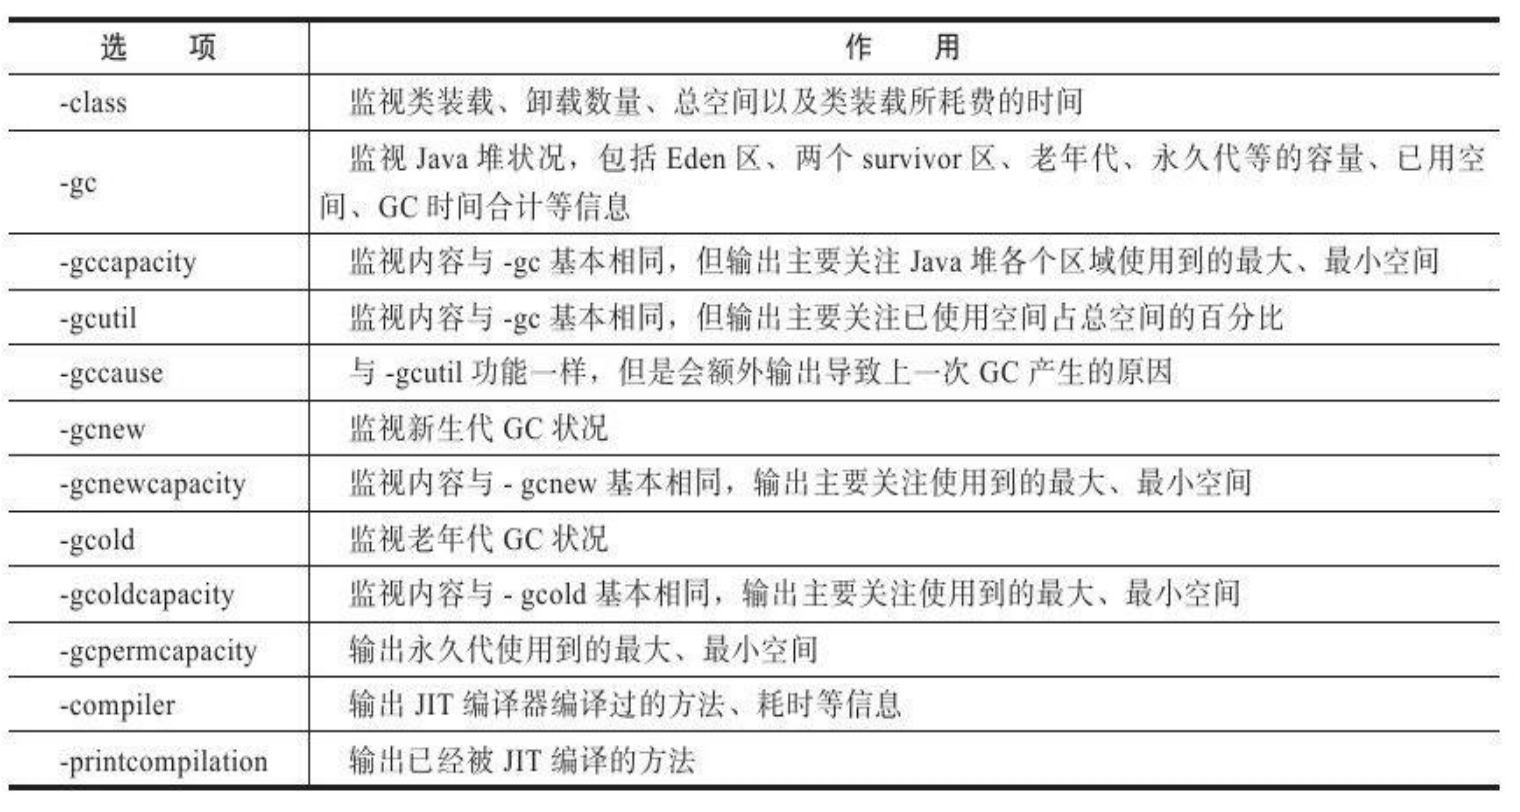 选 项 作 用
-class 监视类装载、卸载数量、总空间以及类装载所耗费的时间
-gc 监视 Java 堆状况，包括 Eden 区、两个 survivor 区、老年代、永久代等的容量、已用空
间、GC 时间合计等信息
-gccapacity 监视内容与 -gc 基本相同，但输出主要关注 Java 堆各个区域使用到的最大、最小空间
-gcutil 监视内容与 -gc 基本相同，但输出主要关注已使用空间占总空间的百分比
-gccause 与 -gcutil 功能一样，但是会额外输出导致上一次 GC 产生的原因
-gcnew 监视新生代 GC 状况
-gcnewcapacity 监视内容与 - gcnew 基本相同，输出主要关注使用到的最大、最小空间
-gcold 监视老年代 GC 状况
-gcoldcapacity 监视内容与 - gcold 基本相同，输出主要关注使用到的最大、最小空间
-gcpermcapacity 输出永久代使用到的最大、最小空间
-compiler 输出 JIT 编译器编译过的方法、耗时等信息
-printcompilation 输出已经被 JIT 编译的方法